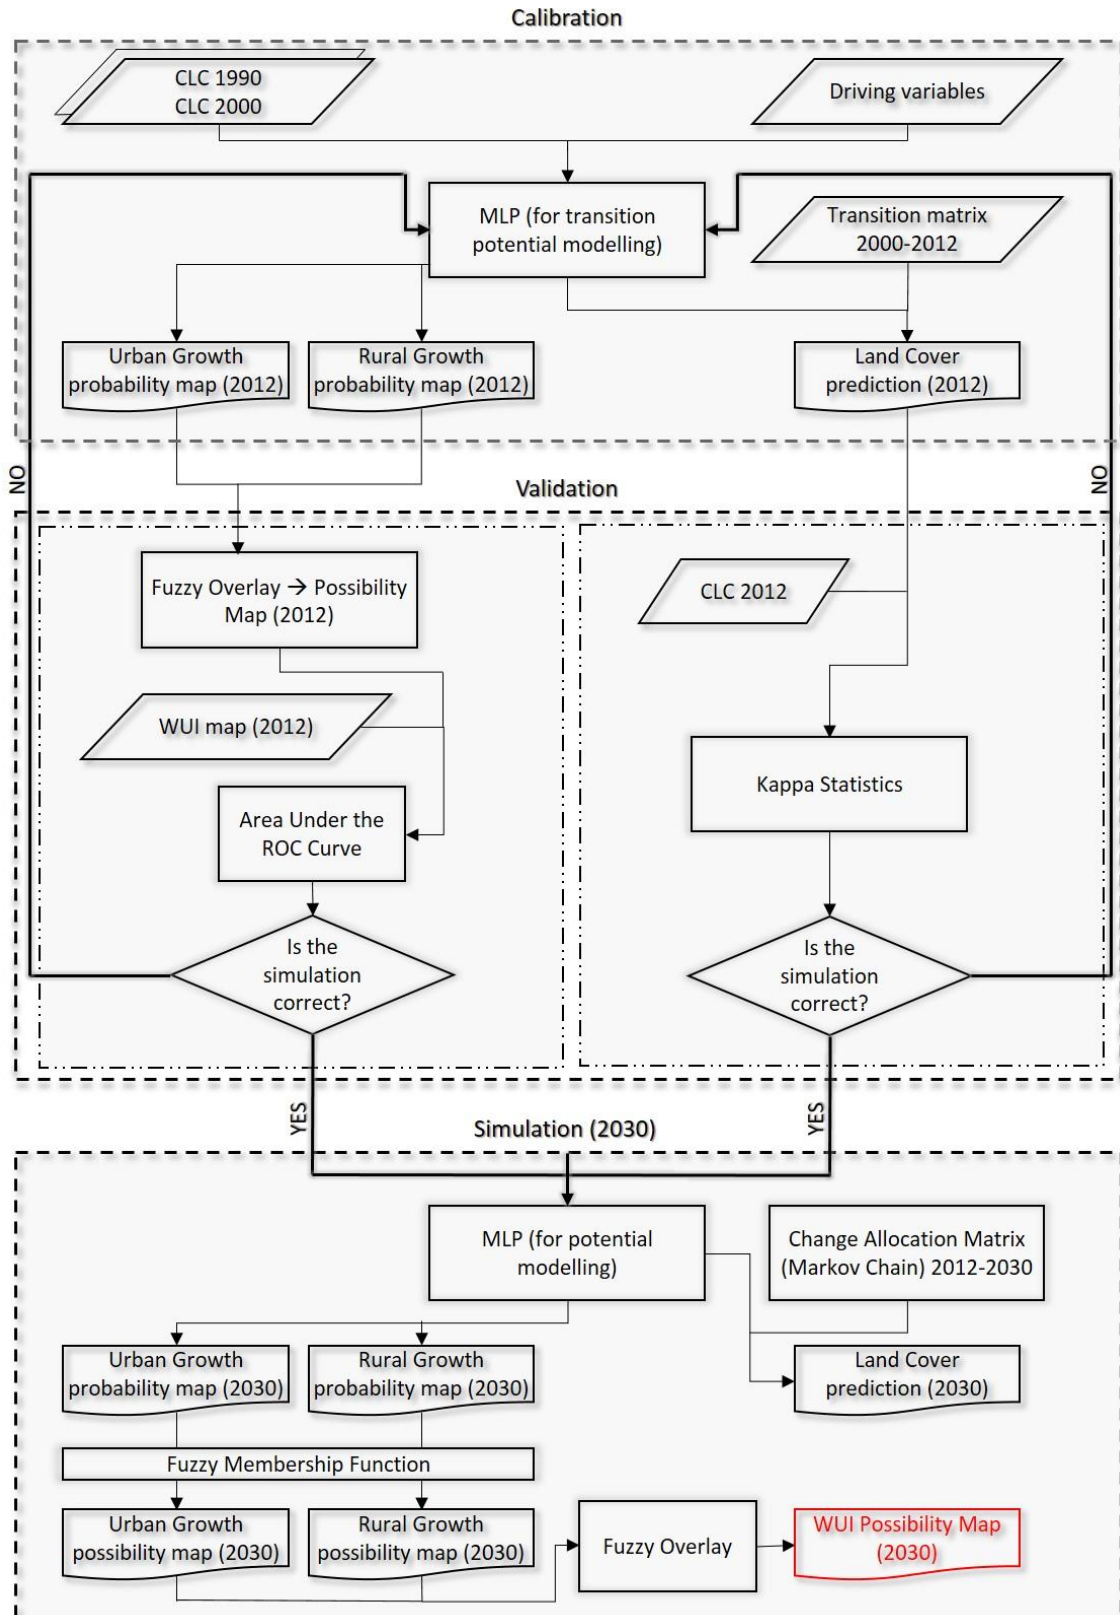 Calibration
CLC 1990
CLC 2000
Driving variables
MLP (for transition
potential modelling)
Transition matrix
2000-2012
Urban Growth
probability map (2012)
Rural Growth
probability map (2012)
Land Cover
prediction (2012)
NO
NO
Validation
Fuzzy Overlay → Possibility
Map (2012)
CLC 2012
WUI map (2012)
Kappa Statistics
Area Under the
ROC Curve
Is the
simulation
correct?
Is the
simulation
correct?
YES
YES
Simulation (2030)
MLP (for potential
modelling)
Change Allocation Matrix
(Markov Chain) 2012-2030
Urban Growth
probability map (2030)
Rural Growth
probability map (2030)
Land Cover
prediction (2030)
Fuzzy Membership Function
Urban Growth
possibility map (2030)
Rural Growth
possibility map (2030)
Fuzzy Overlay
WUI Possibility Map
(2030)